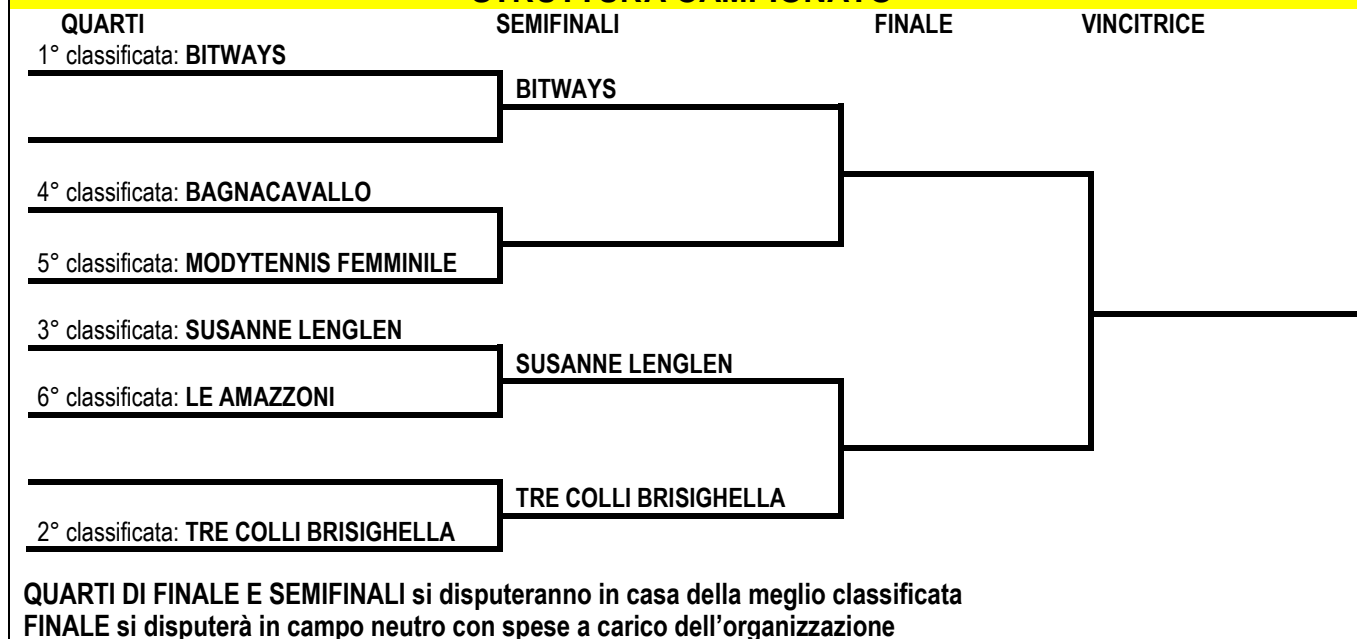 QUARTI SEMIFINALI FINALE VINCITRICE
1° classificata: BITWAYS
BITWAYS
4° classificata: BAGNACAVALLO
5° classificata: MODYTENNIS FEMMINILE
3° classificata: SUSANNE LENGLEN
SUSANNE LENGLEN
6° classificata: LE AMAZZONI
TRE COLLI BRISIGHELLA
2° classificata: TRE COLLI BRISIGHELLA
QUARTI DI FINALE E SEMIFINALI si disputeranno in casa della meglio classificata
FINALE si disputerà in campo neutro con spese a carico dell'organizzazione